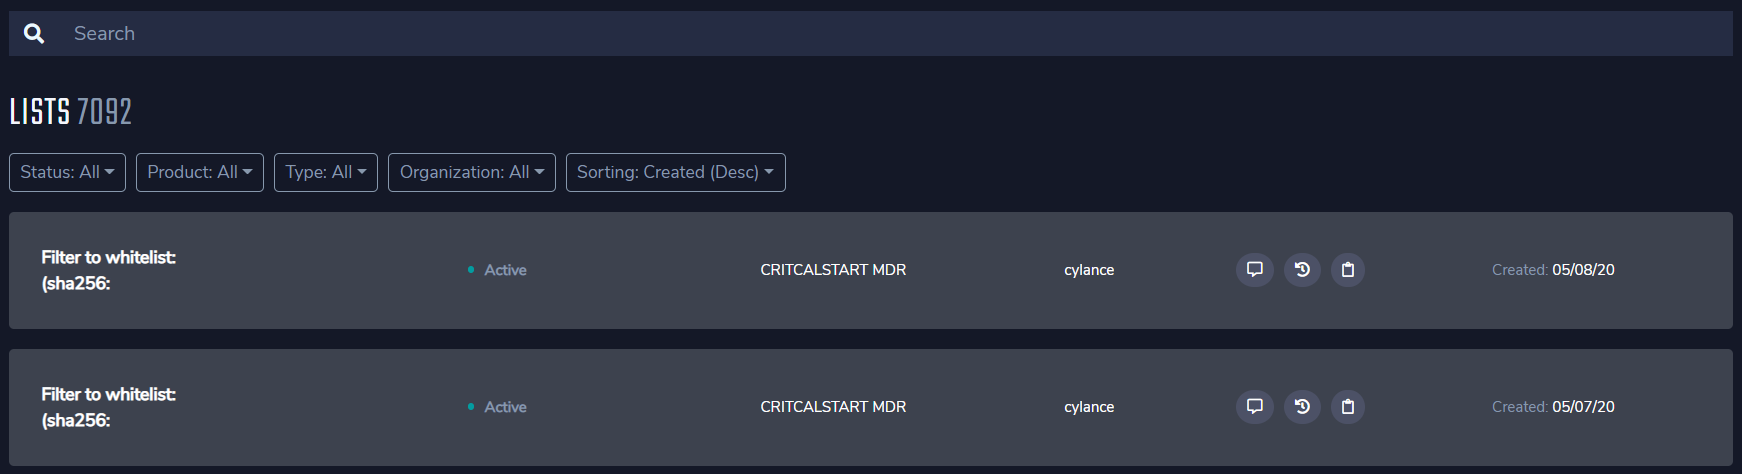 Search
LISTS 7092
Status: All Product: All Type: All Organization: All Sorting: Created (Desc)
Filter to whitelist:
(sha256:
Active
CRITCALSTART MDR
cylance
Created: 05/08/20
Filter to whitelist:
(sha256:
Active
CRITCALSTART MDR
cylance
Created: 05/07/20